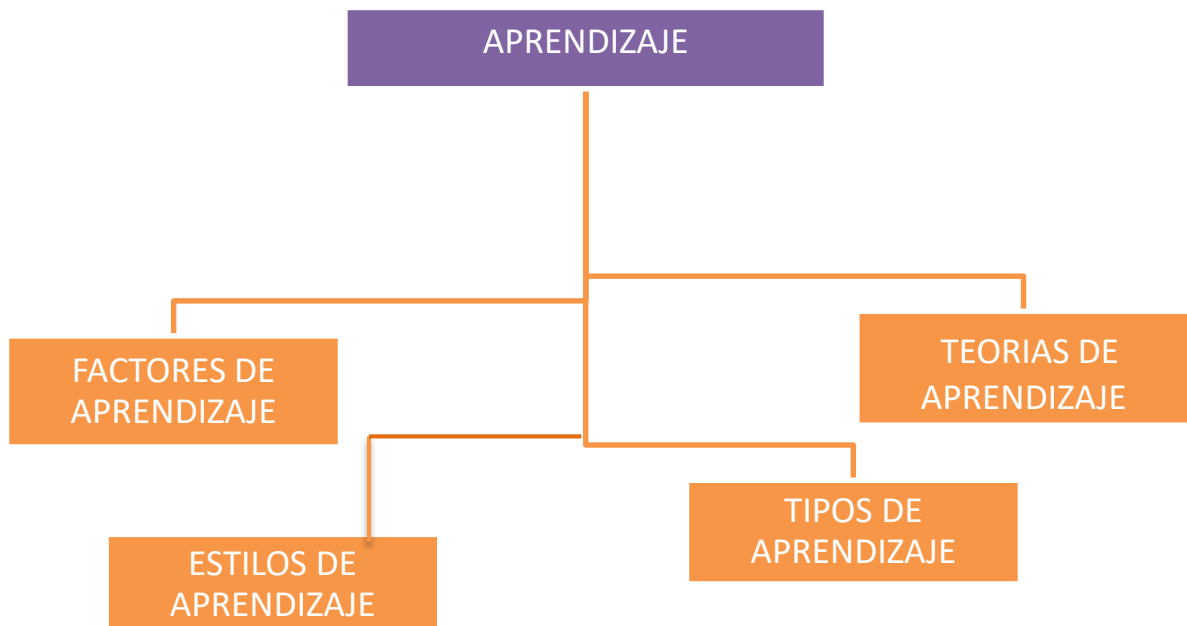 APRENDIZAJE
FACTORES DE
APRENDIZAJE
TEORIAS DE
APRENDIZAJE
ESTILOS DE
APRENDIZAJE
TIPOS DE
APRENDIZAJE